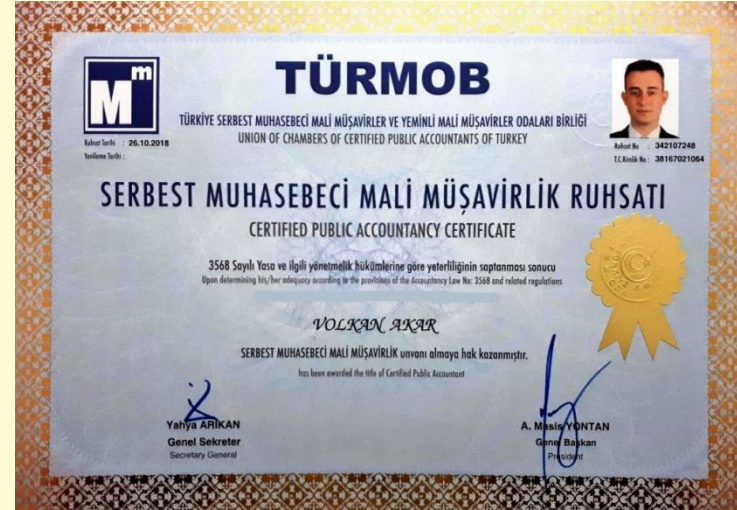 Mm
TÜRMOB
TÜRKİYE SERBEST MUHASEBECİ MALİ MÜŞAVİRLER VE YEMİNLİ MALİ MÜŞAVİRLER ODALARI BİRLİĞİ
UNION OF CHAMBERS OF CERTIFIED PUBLIC ACCOUNTANTS OF TURKEY
Ruhsat Tarihi : 26.10.2018
Yenileme Tarihi :
Ruhsat No : 342107248
T.C.Kimlik No : 38167021064
SERBEST MUHASEBECİ MALİ MÜŞAVİRLİK RUHSATI
CERTIFIED PUBLIC ACCOUNTANCY CERTIFICATE
3568 Sayılı Yasa ve ilgili yönetmelik hükümlerine göre yeterliliğinin saptanması sonucu
Upon determining his/her adequacy according to the provisions of the Accountancy Law No: 3568 and related regulations
VOLKAN AKAR
SERBEST MUHASEBECİ MALİ MÜŞAVİRLİK unvanı almaya hak kazanmıştır.
has been awarded the title of Certified Public Accountant
Yahya ARIKAN
Genel Sekreter
Secretary General
A. Masis YONTAN
Genel Başkan
President